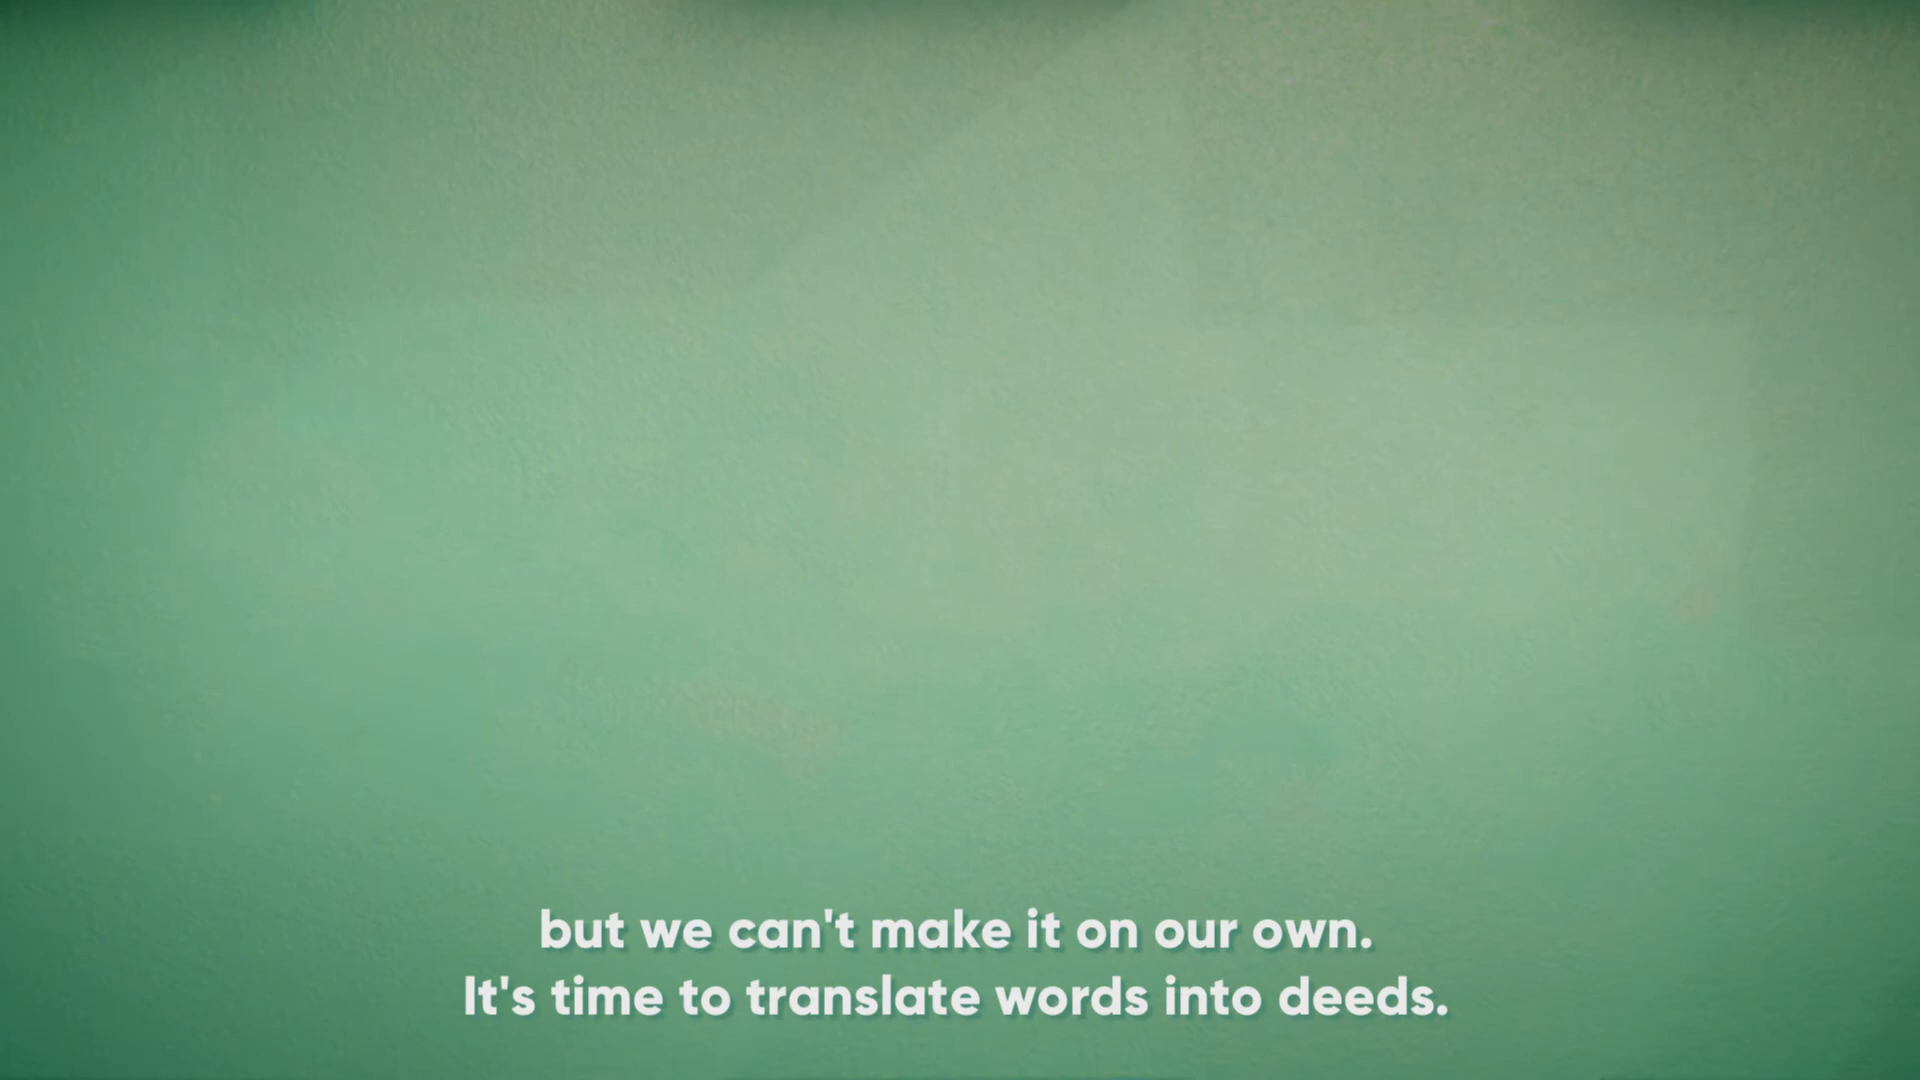 but we can't make it on our own.
It's time to translate words into deeds.